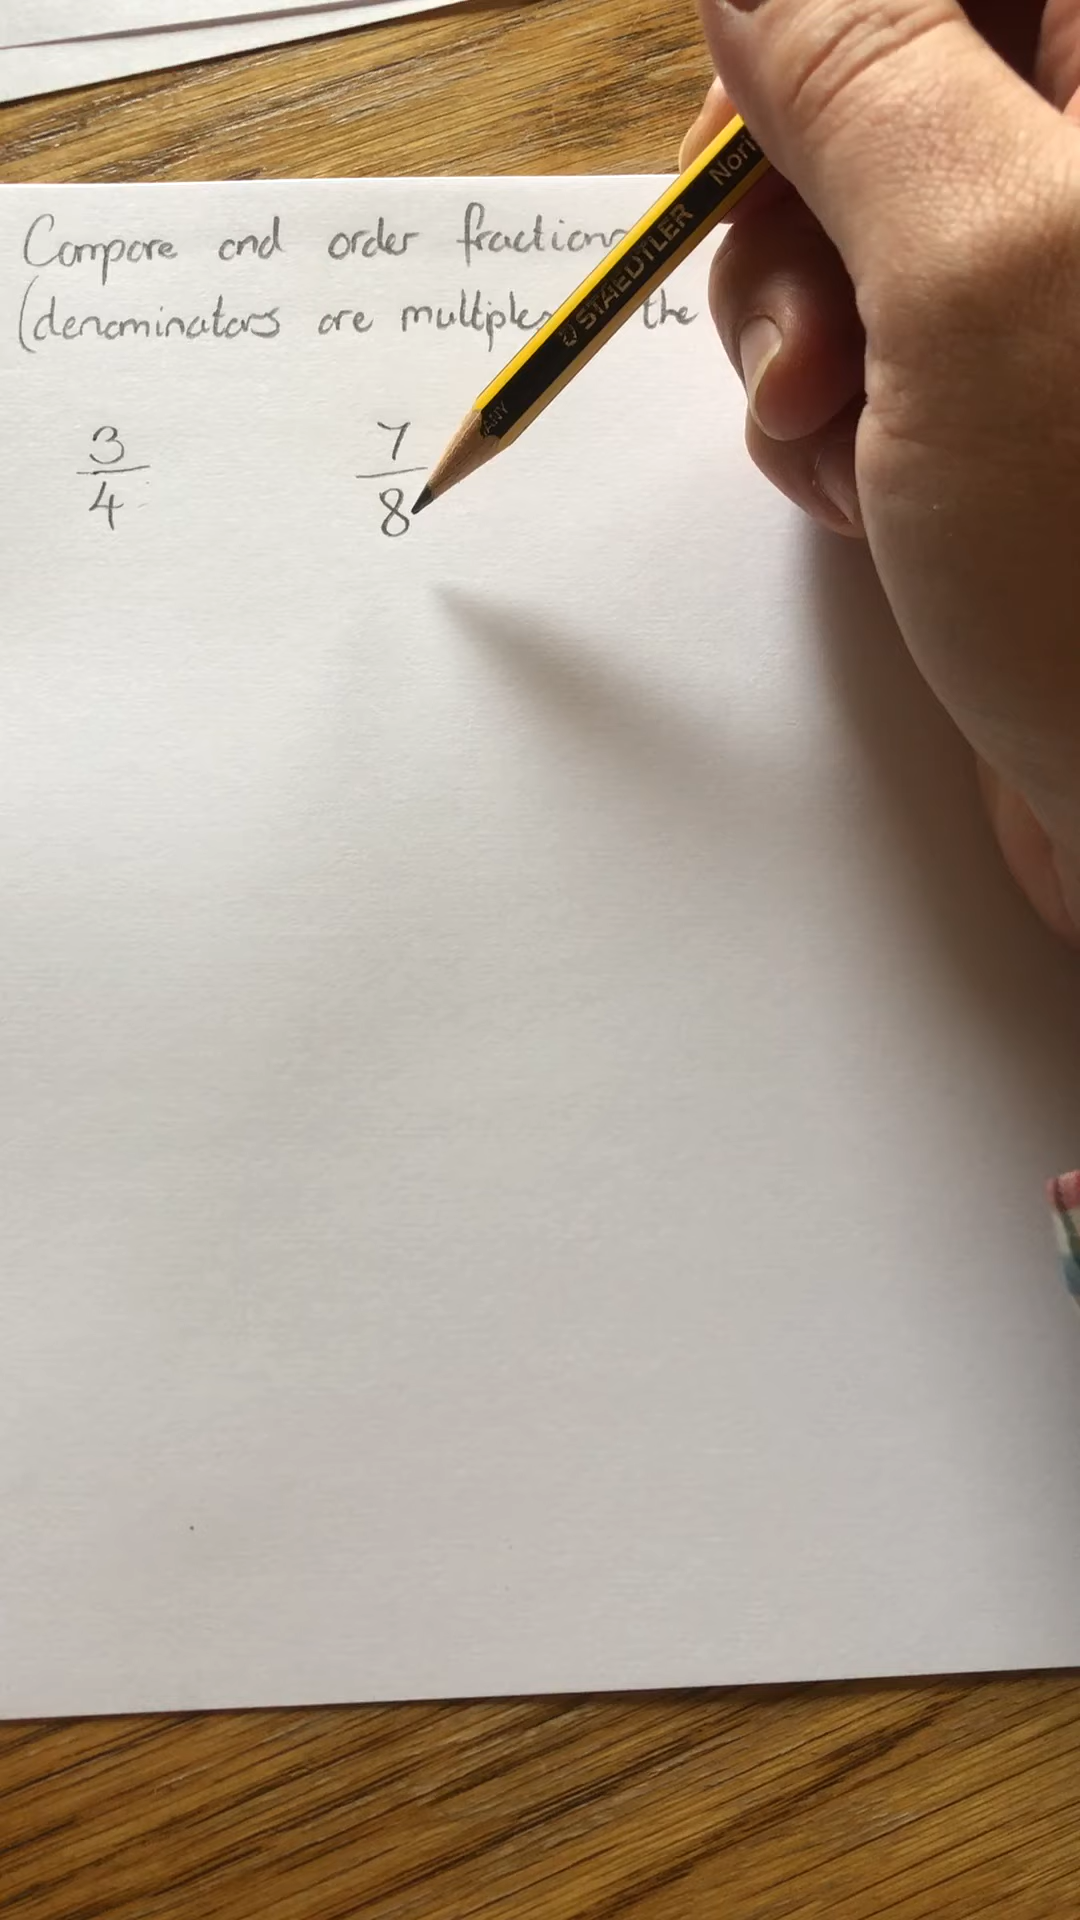 Compare and order fractions
(denominators are multiples the
3
4
7
8
STAEDTLER Nori